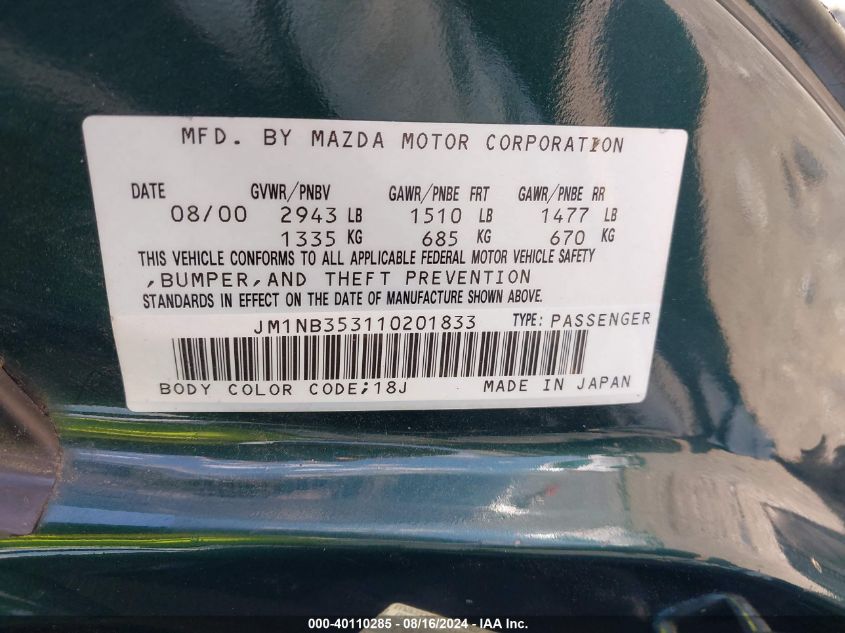 MFD. BY MAZDA MOTOR CORPORATION
DATE GVWR/PNBV GAWR/PNBE FRT GAWR/PNBE RR
08/00 2943 LB 1510 LB 1477 LB
1335 KG 685 KG 670 KG
THIS VEHICLE CONFORMS TO ALL APPLICABLE FEDERAL MOTOR VEHICLE SAFETY
,BUMPER,AND THEFT PREVENTION
STANDARDS IN EFFECT ON THE DATE OF MANUFACTURE SHOWN ABOVE.
JM1NB353110201833 TYPE: PASSENGER
BODY COLOR CODE;18J MADE IN JAPAN
000-40110285 - 08/16/2024 - IAA Inc.